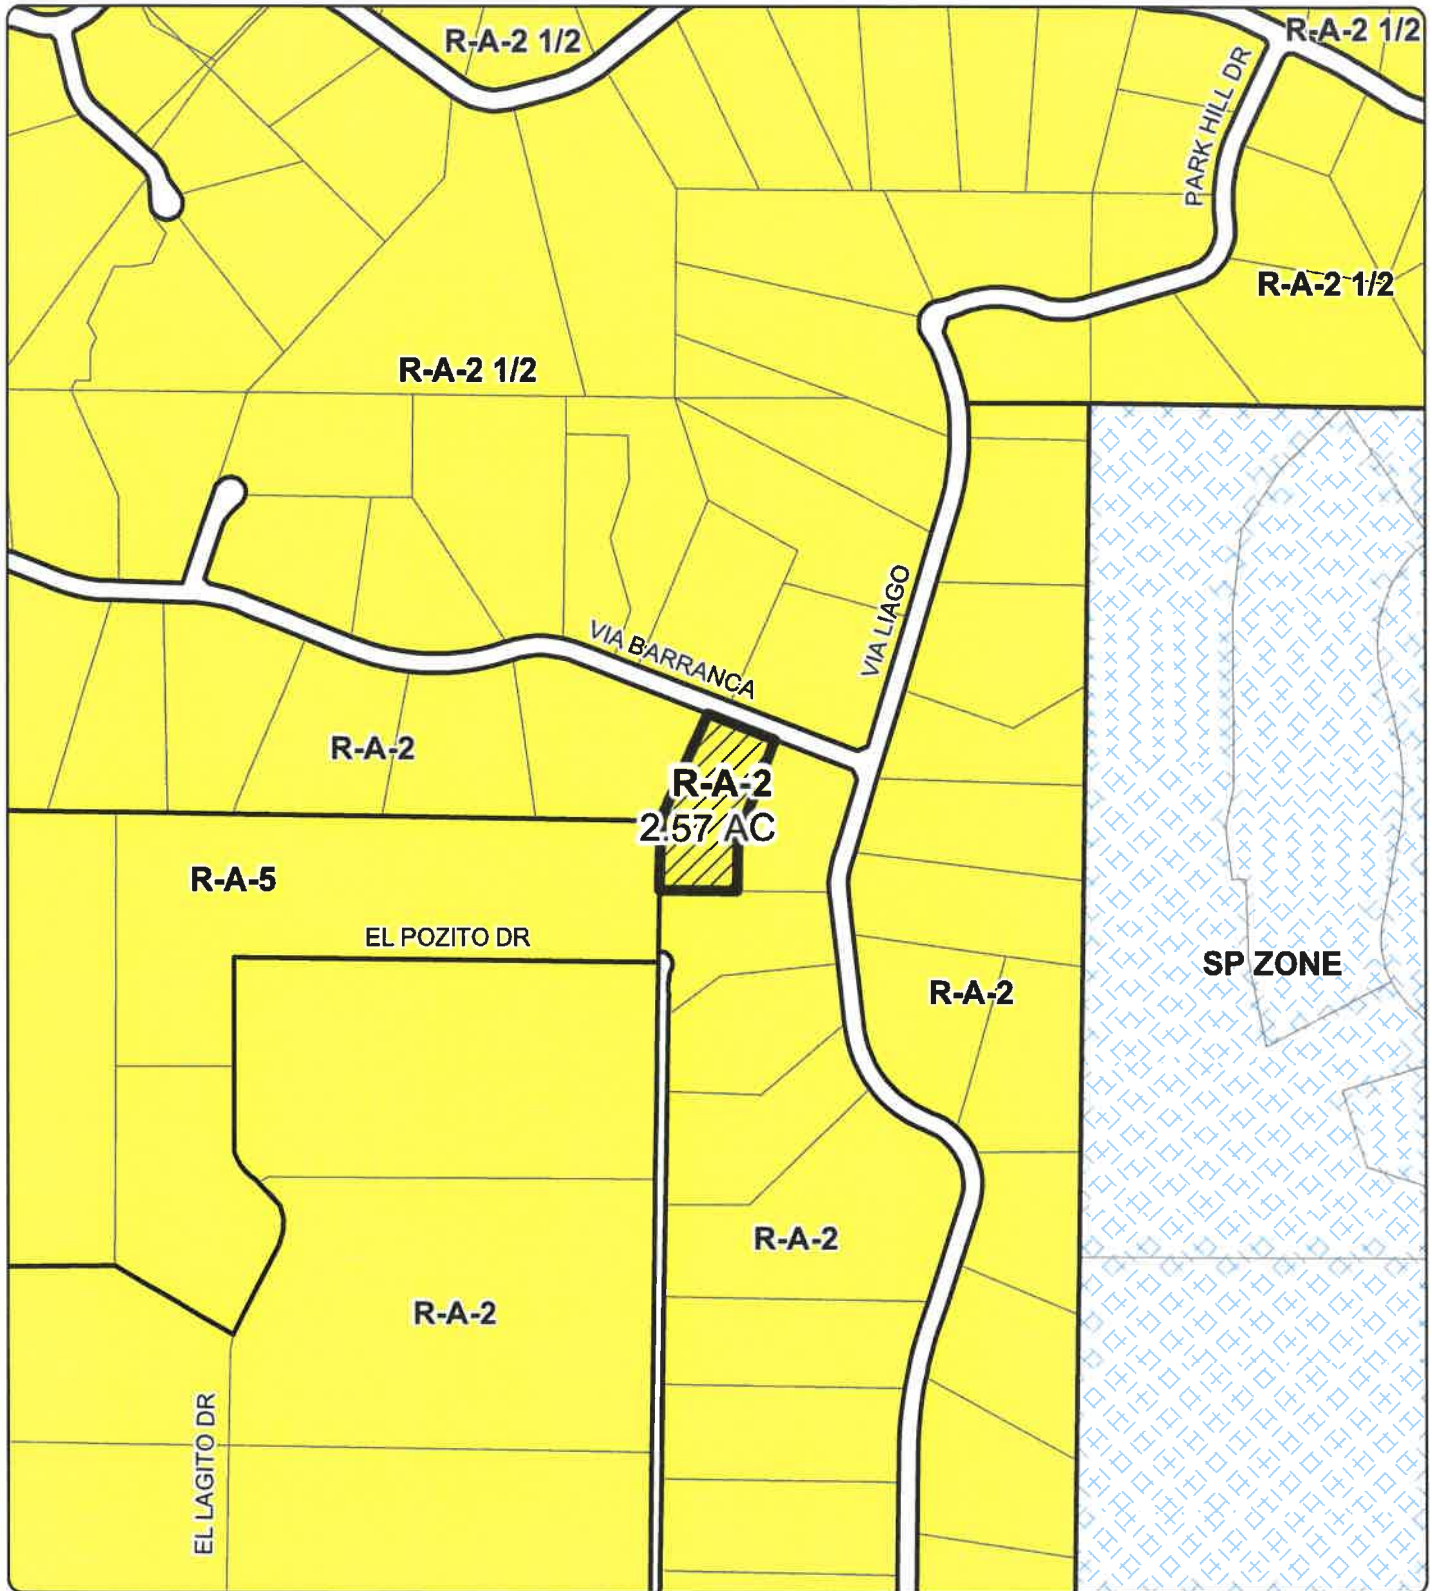 R-A-2 1/2
R-A-2 1/2
PARK HILL DR
R-A-2 1/2
R-A-2 1/2
VIA LIAGO
VIA BARRANCA
R-A-2
R-A-2
2.57 AC
R-A-5
EL POZITO DR
SP ZONE
R-A-2
R-A-2
R-A-2
EL LAGITO DR